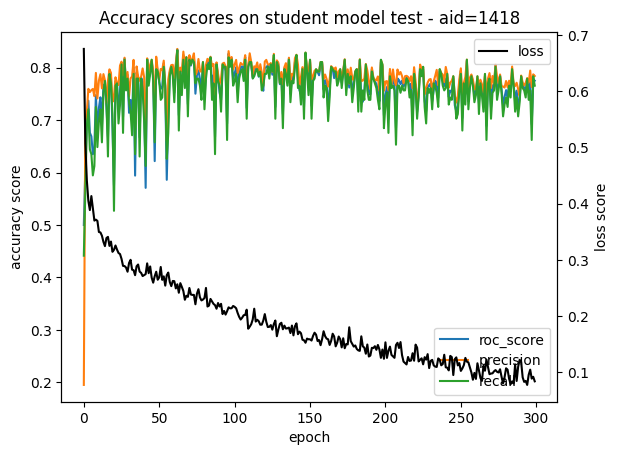 Accuracy scores on student model test - aid=1418
accuracy score
0.8
0.7
0.6
0.5
0.4
0.3
0.2
0
50
100
150
200
250
300
epoch
0.7
0.6
0.5
0.4
0.3
0.2
0.1
loss score
loss
roc_score
precision
recall